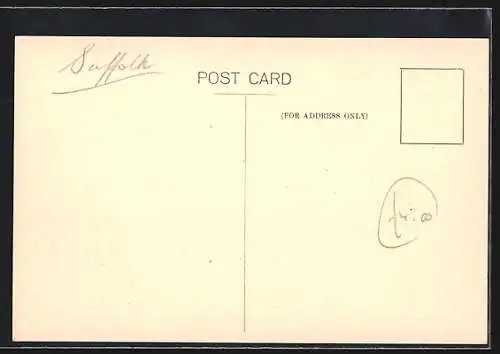 Suffolk
POST CARD
(FOR ADDRESS ONLY)